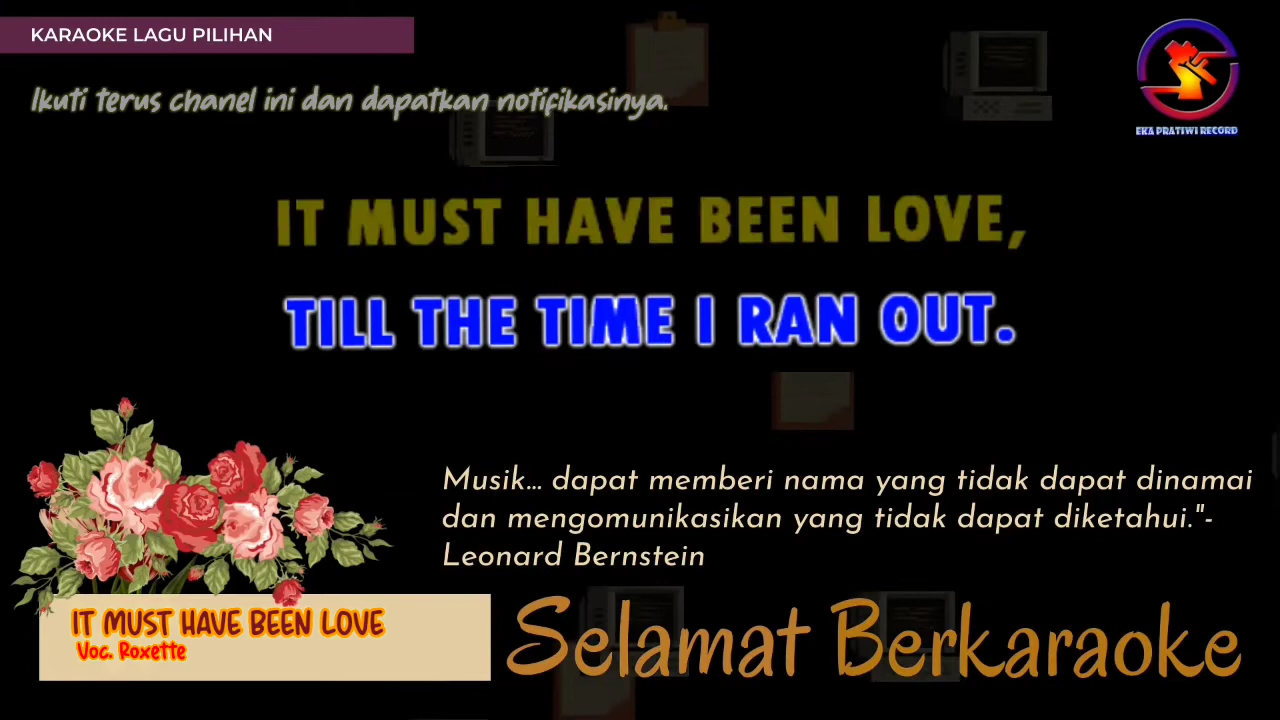 KARAOKE LAGU PILIHAN
Ikuti terus chanel ini dan dapatkan notifikasinya.
EKA PRATIWI RECORD
IT MUST HAVE BEEN LOVE,
TILL THE TIME I RAN OUT.
Musik... dapat memberi nama yang tidak dapat dinamai
dan mengomunikasikan yang tidak dapat diketahui."-
Leonard Bernstein
IT MUST HAVE BEEN LOVE
Voc. Roxette
Selamat Berkaraoke